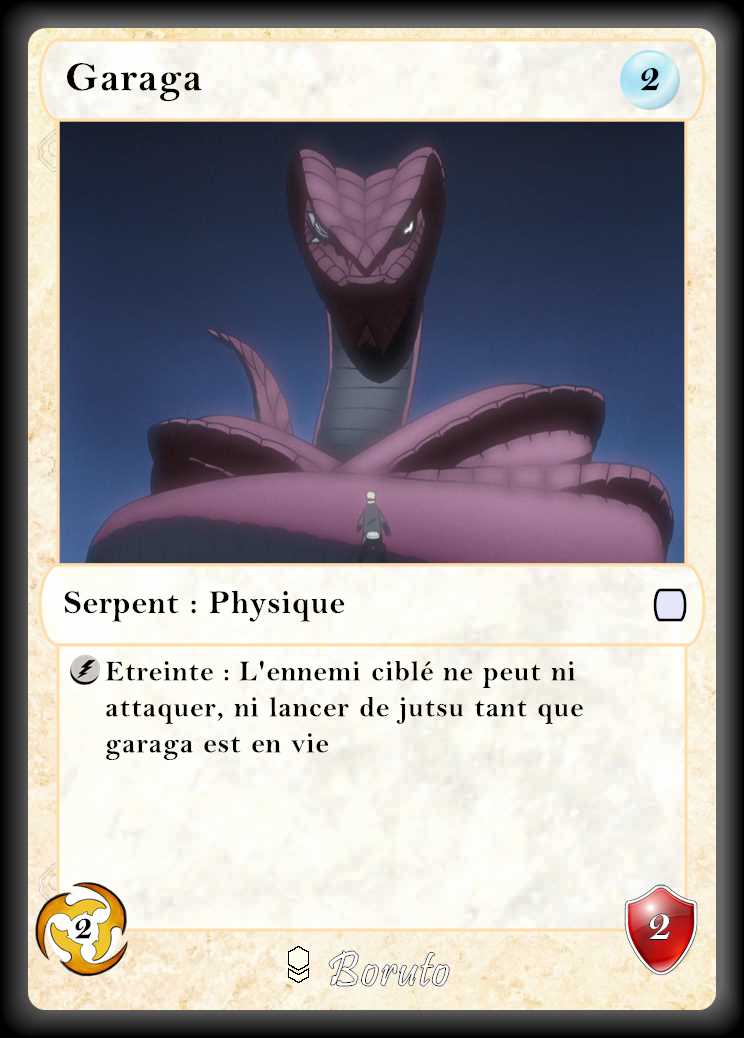 Garaga
2
Serpent : Physique
Etreinte : L'ennemi ciblé ne peut ni
attaquer, ni lancer de jutsu tant que
garaga est en vie
2
2
Boruto